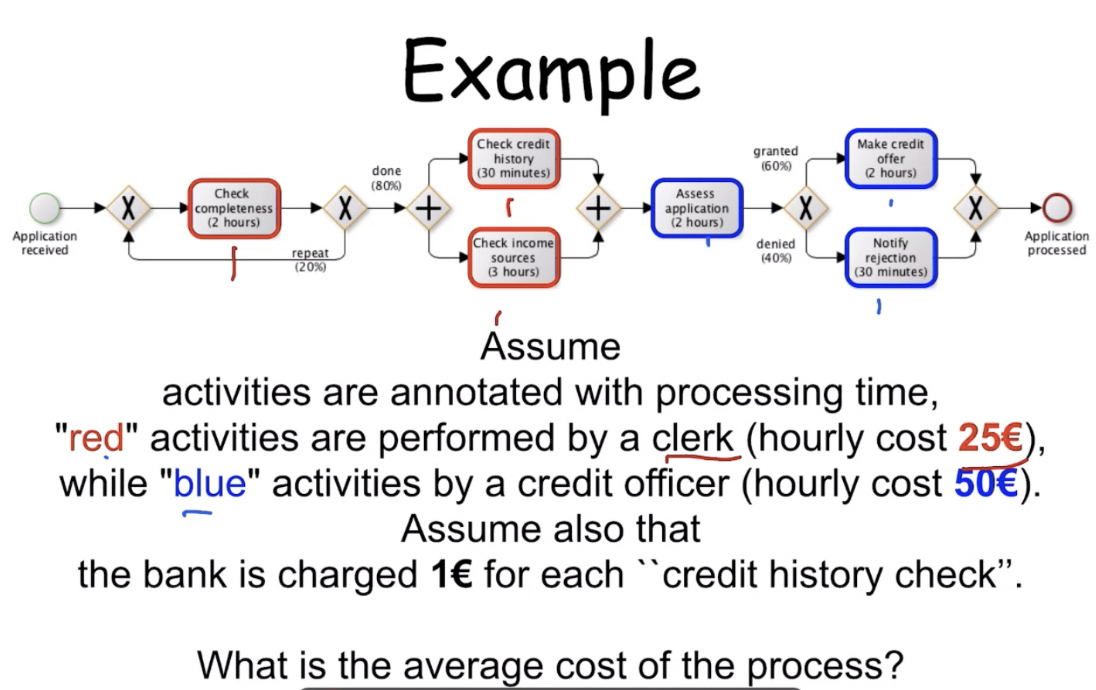 Example
Application
received
X
Check
completeness
(2 hours)
X
repeat
(20%)
done
(80%)
+
Check credit
history
(30 minutes)
Check income
sources
(3 hours)
+
Assess
application
(2 hours)
X
granted
(60%)
denied
(40%)
Make credit
offer
(2 hours)
Notify
rejection
(30 minutes)
X
Application
processed
Assume
activities are annotated with processing time,
"red" activities are performed by a clerk (hourly cost 25€),
while "blue" activities by a credit officer (hourly cost 50€).
Assume also that
the bank is charged 1€ for each ``credit history check''.
What is the average cost of the process?